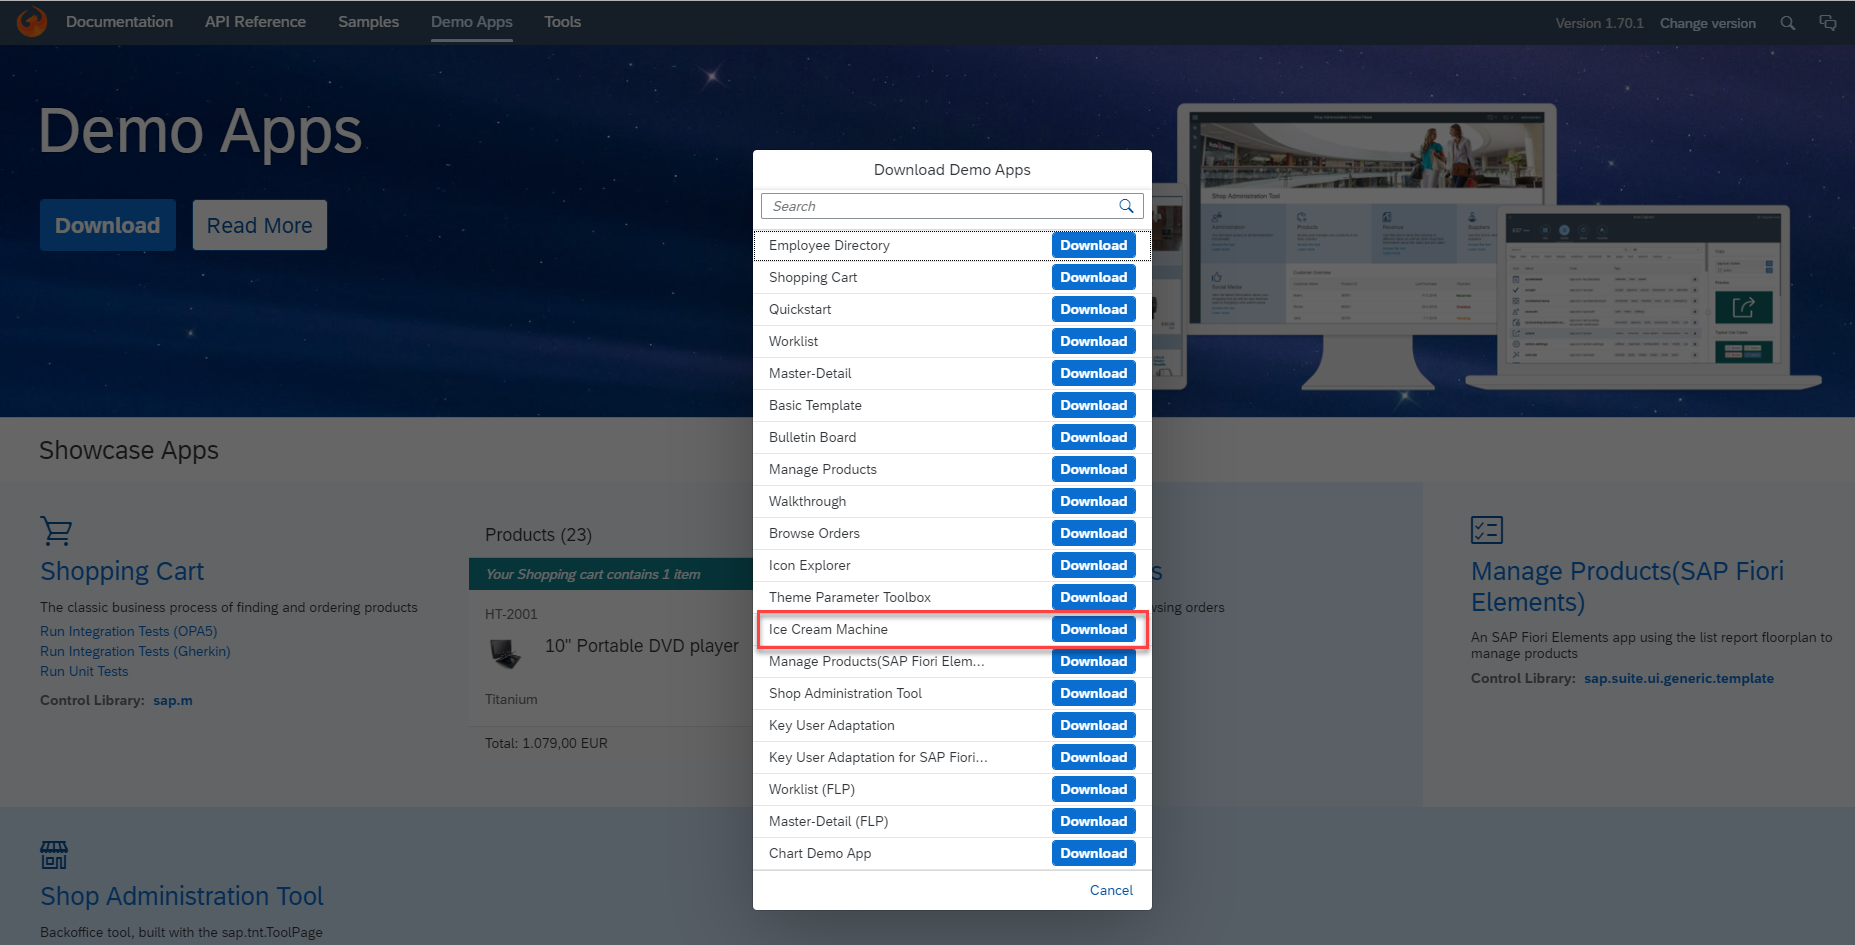 Documentation API Reference Samples Demo Apps Tools Version 1.70.1 Change version
Demo Apps
Download Read More
Download Demo Apps
Search
Employee Directory Download
Shopping Cart Download
Quickstart Download
Worklist Download
Master-Detail Download
Basic Template Download
Bulletin Board Download
Manage Products Download
Walkthrough Download
Browse Orders Download
Icon Explorer Download
Theme Parameter Toolbox Download
Ice Cream Machine Download
Manage Products(SAP Fiori Elem... Download
Shop Administration Tool Download
Key User Adaptation Download
Key User Adaptation for SAP Fiori... Download
Worklist (FLP) Download
Master-Detail (FLP) Download
Chart Demo App Download
Cancel
Shop Administration Tool
Showcase Apps
Shopping Cart
The classic business process of finding and ordering products
Run Integration Tests (OPA5)
Run Integration Tests (Gherkin)
Run Unit Tests
Control Library: sap.m
Products (23)
Your Shopping cart contains 1 item
HT-2001
10" Portable DVD player
Titanium
Total: 1.079,00 EUR
s
wsing orders
Manage Products(SAP Fiori
Elements)
An SAP Fiori Elements app using the list report floorplan to
manage products
Control Library: sap.suite.ui.generic.template
Shop Administration Tool
Backoffice tool, built with the sap.tnt.ToolPage